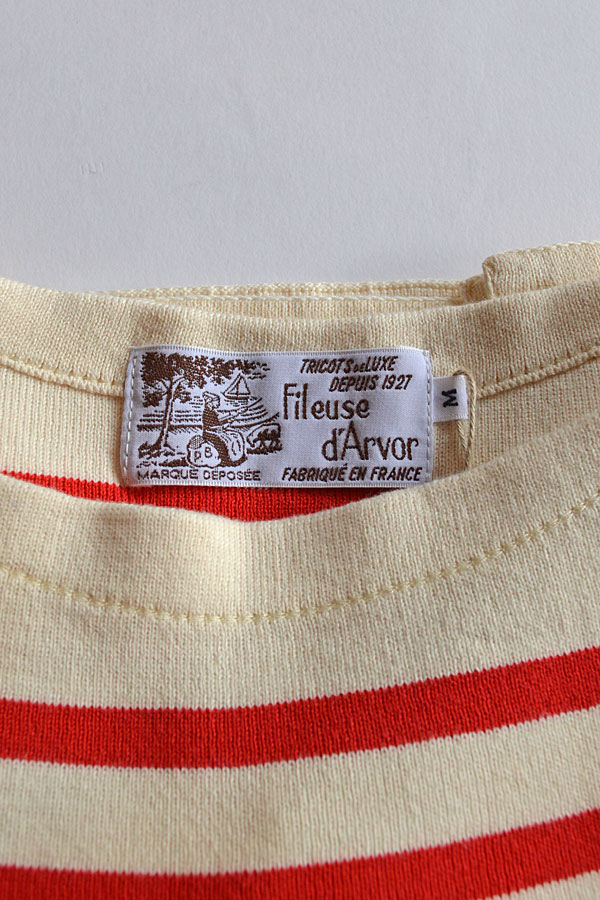 TRICOTS DE LUXE
DEPUIS 1927
Fileuse
d'Arvor
P.B
MARQUE DÉPOSÉE
FABRIQUÉ EN FRANCE
M